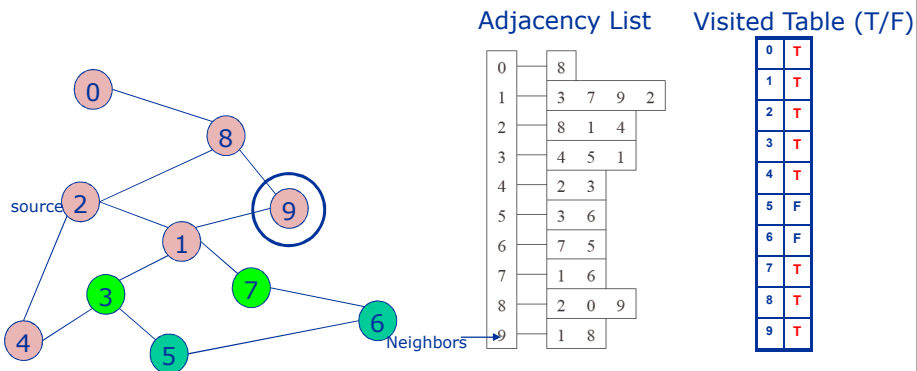 Adjacency List
Visited Table (T/F)
0
8
2
source
9
1
3
7
6
4
5
Neighbors
0 8
1 3 7 9 2
2 8 1 4
3 4 5 1
4 2 3
5 3 6
6 7 5
7 1 6
8 2 0 9
9 1 8
0 T
1 T
2 T
3 T
4 T
5 F
6 F
7 T
8 T
9 T